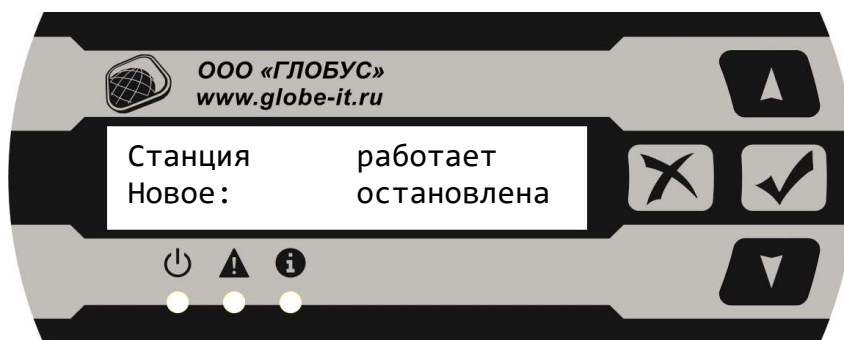 ООО «ГЛОБУС»
www.globe-it.ru
Станция работает
Новое: остановлена